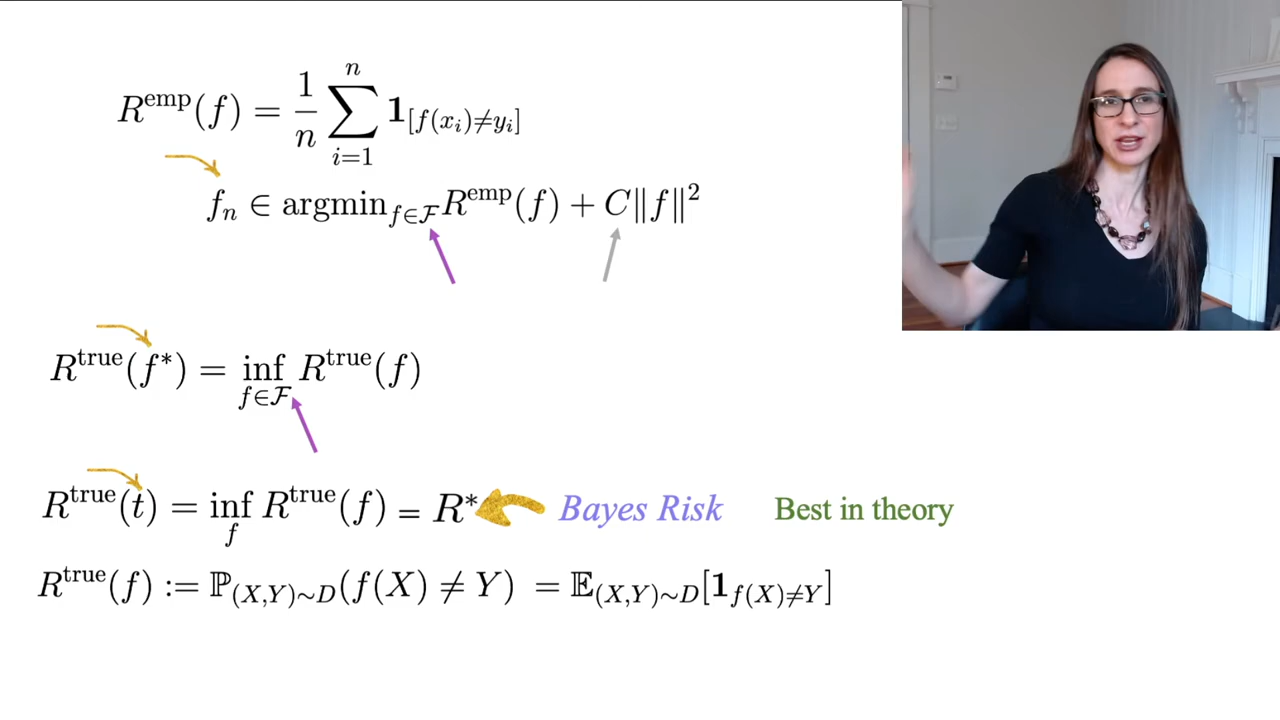 R^emp(f) = 1/n ∑_{i=1}^{n} 𝟏_[f(x_i)≠y_i]
f_n ∈ argmin_{f∈ℱ} R^emp(f) + C‖f‖²
R^true(f*) = inf_{f∈ℱ} R^true(f)
R^true(t) = inf_f R^true(f) = R* Bayes Risk Best in theory
R^true(f) := ℙ_{(X,Y)∼D}(f(X) ≠ Y) = 𝔼_{(X,Y)∼D}[𝟏_{f(X)≠Y}]